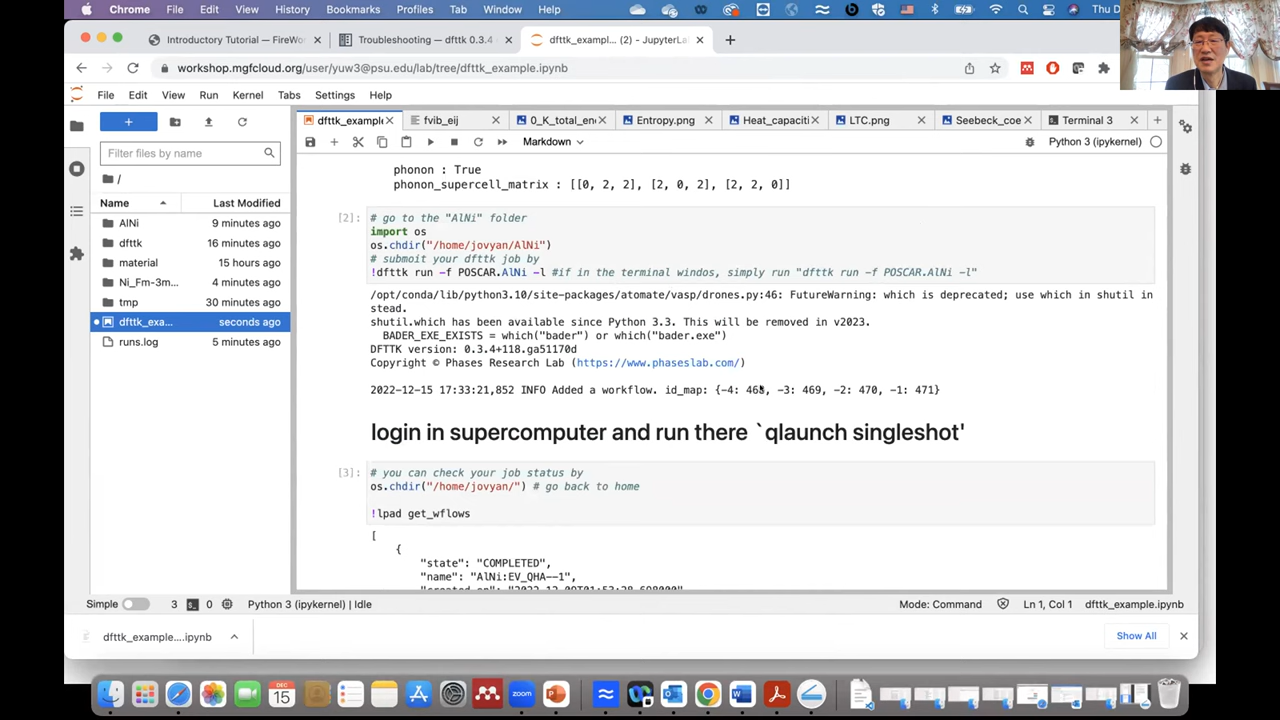 Chrome File Edit View History Bookmarks Profiles Tab Window Help Thu D
Introductory Tutorial — FireWo
Troubleshooting — dfttk 0.3.4
dfttk_exampl... (2) - JupyterLa
workshop.mgfcloud.org/user/yuw3@psu.edu/lab/tree/dfttk_example.ipynb
File Edit View Run Kernel Tabs Settings Help
dfttk_example
fvib_eij
0_K_total_en
Entropy.png
Heat_capaciti
LTC.png
Seebeck_coe
Terminal 3
Markdown
Python 3 (ipykernel)
Filter files by name
/
Name Last Modified
AlNi 9 minutes ago
dfttk 16 minutes ago
material 15 hours ago
Ni_Fm-3m... 4 minutes ago
tmp 30 minutes ago
dfttk_exa... seconds ago
runs.log 5 minutes ago
phonon : True
phonon_supercell_matrix : [[0, 2, 2], [2, 0, 2], [2, 2, 0]]
[2]: # go to the "AlNi" folder
import os
os.chdir("/home/jovyan/AlNi")
# submoit your dfttk job by
!dfttk run -f POSCAR.AlNi -l #if in the terminal windos, simply run "dfttk run -f POSCAR.AlNi -l"
/opt/conda/lib/python3.10/site-packages/atomate/vasp/drones.py:46: FutureWarning: which is deprecated; use which in shutil in
stead.
shutil.which has been available since Python 3.3. This will be removed in v2023.
BADER_EXE_EXISTS = which("bader") or which("bader.exe")
DFTTK version: 0.3.4+118.ga51170d
Copyright © Phases Research Lab (https://www.phaseslab.com/)
2022-12-15 17:33:21,852 INFO Added a workflow. id_map: {-4: 468, -3: 469, -2: 470, -1: 471}
login in supercomputer and run there `qlaunch singleshot'
[3]: # you can check your job status by
os.chdir("/home/jovyan/") # go back to home
!lpad get_wflows
[
{
"state": "COMPLETED",
"name": "AlNi:EV_QHA--1",
Simple 3 0 Python 3 (ipykernel) | Idle Mode: Command Ln 1, Col 1 dfttk_example.ipynb
dfttk_example....ipynb
Show All
DEC
15
zoom